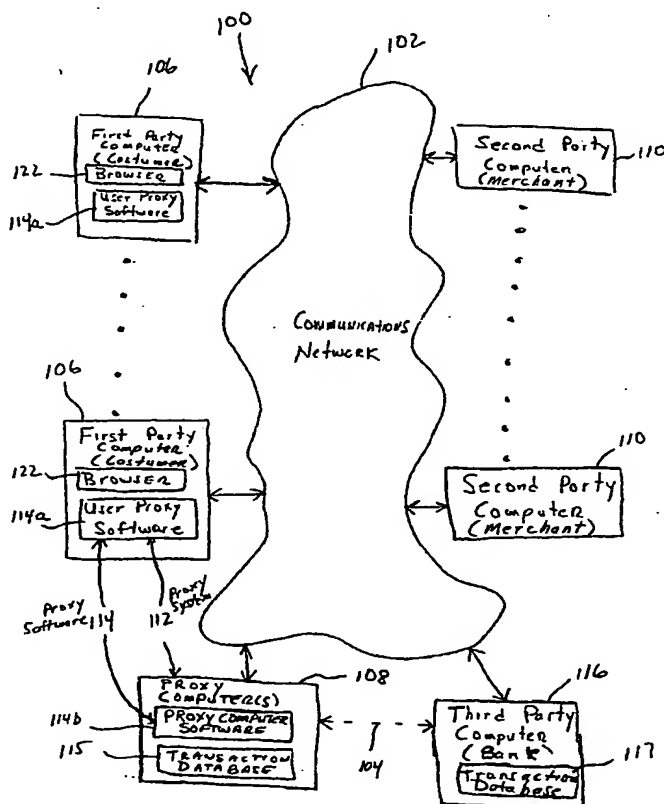 100
102
106
First Party
Computer
(Costumer)
122
BROWSER
114a
User Proxy
Software
Second Party
Computer
(Merchant)
110
COMMUNICATIONS
NETWORK
106
First Party
Computer
(Costumer)
122
BROWSER
114a
User Proxy
Software
110
Second Party
Computer
(Merchant)
Proxy
Software 114
112 Proxy
System
108
PROXY
COMPUTER(S)
114b
PROXY COMPUTER
SOFTWARE
115
TRANSACTION
DATABASE
104
116
Third Party
Computer
(Bank)
117
Transaction
Database